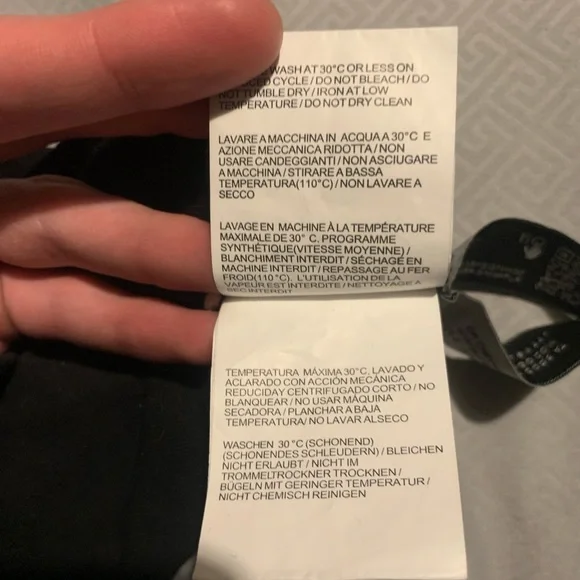 WASH AT 30°C OR LESS ON
CYCLE / DO NOT BLEACH / DO
NOT TUMBLE DRY / IRON AT LOW
TEMPERATURE / DO NOT DRY CLEAN
LAVARE A MACCHINA IN ACQUA A 30°C E
AZIONE MECCANICA RIDOTTA / NON
USARE CANDEGGIANTI / NON ASCIUGARE
A MACCHINA / STIRARE A BASSA
TEMPERATURA(110°C) / NON LAVARE A
SECCO
LAVAGE EN MACHINE À LA TEMPÉRATURE
MAXIMALE DE 30° C. PROGRAMME
SYNTHÉTIQUE(VITESSE MOYENNE) /
BLANCHIMENT INTERDIT / SÉCHAGE EN
MACHINE INTERDIT / REPASSAGE AU FER
FROID(110°C). L'UTILISATION DE LA
VAPEUR EST INTERDITE / NETTOYAGE A
SEC INTERDIT
TEMPERATURA MÁXIMA 30°C, LAVADO Y
ACLARADO CON ACCIÓN MECÁNICA
REDUCIDAY CENTRIFUGADO CORTO / NO
BLANQUEAR / NO USAR MÁQUINA
SECADORA / PLANCHAR A BAJA
TEMPERATURA / NO LAVAR ALSECO
WASCHEN 30 °C (SCHONEND)
(SCHONENDES SCHLEUDERN) / BLEICHEN
NICHT ERLAUBT / NICHT IM
TROMMELTROCKNER TROCKNEN /
BÜGELN MIT GERINGER TEMPERATUR /
NICHT CHEMISCH REINIGEN